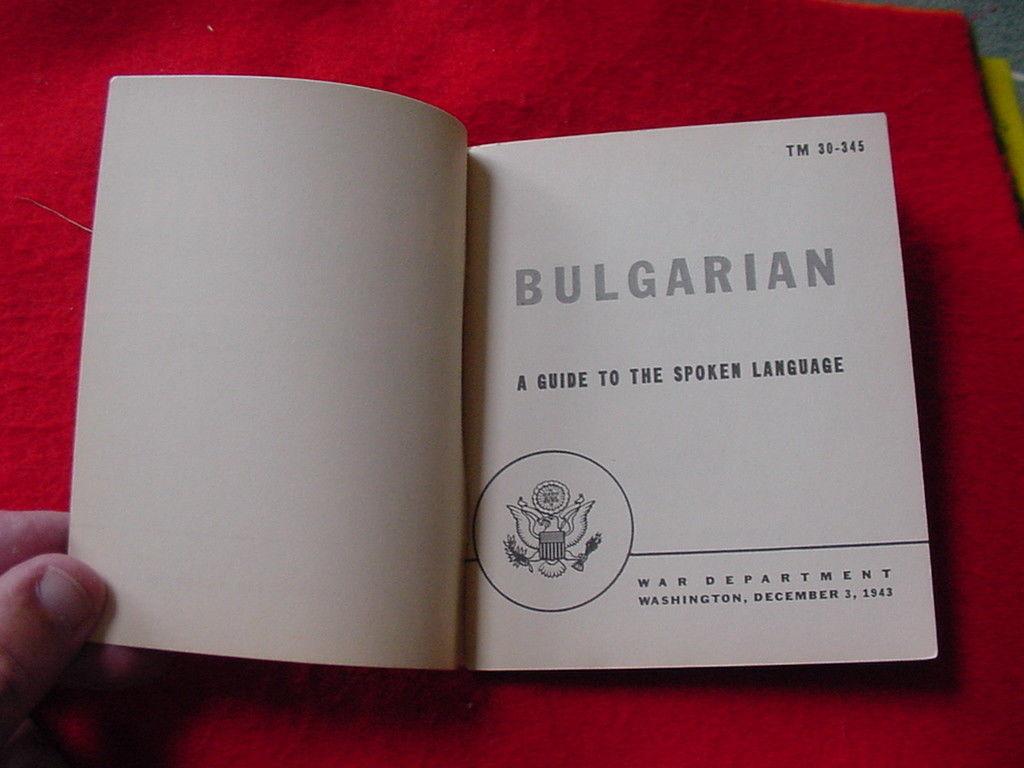 TM 30-345
BULGARIAN
A GUIDE TO THE SPOKEN LANGUAGE
WAR DEPARTMENT
WASHINGTON, DECEMBER 3, 1943